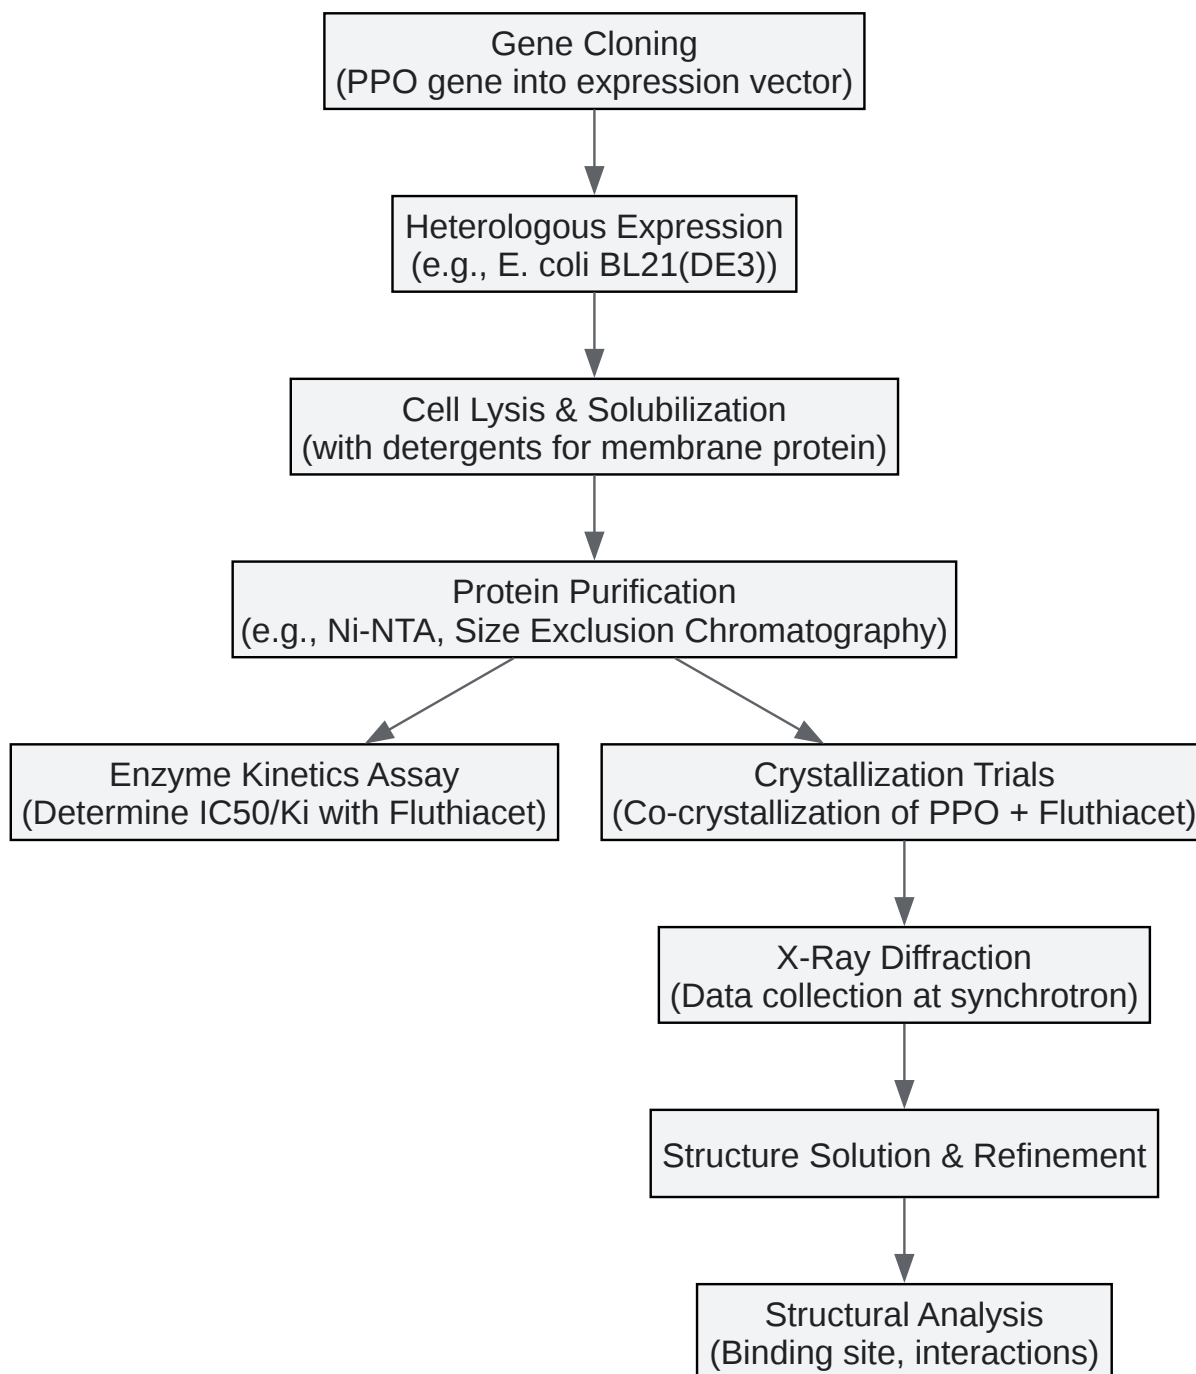 Gene Cloning
(PPO gene into expression vector)
Heterologous Expression
(e.g., E. coli BL21(DE3))
Cell Lysis & Solubilization
(with detergents for membrane protein)
Protein Purification
(e.g., Ni-NTA, Size Exclusion Chromatography)
Enzyme Kinetics Assay
(Determine IC50/Ki with Fluthiacet)
Crystallization Trials
(Co-crystallization of PPO + Fluthiacet)
X-Ray Diffraction
(Data collection at synchrotron)
Structure Solution & Refinement
Structural Analysis
(Binding site, interactions)